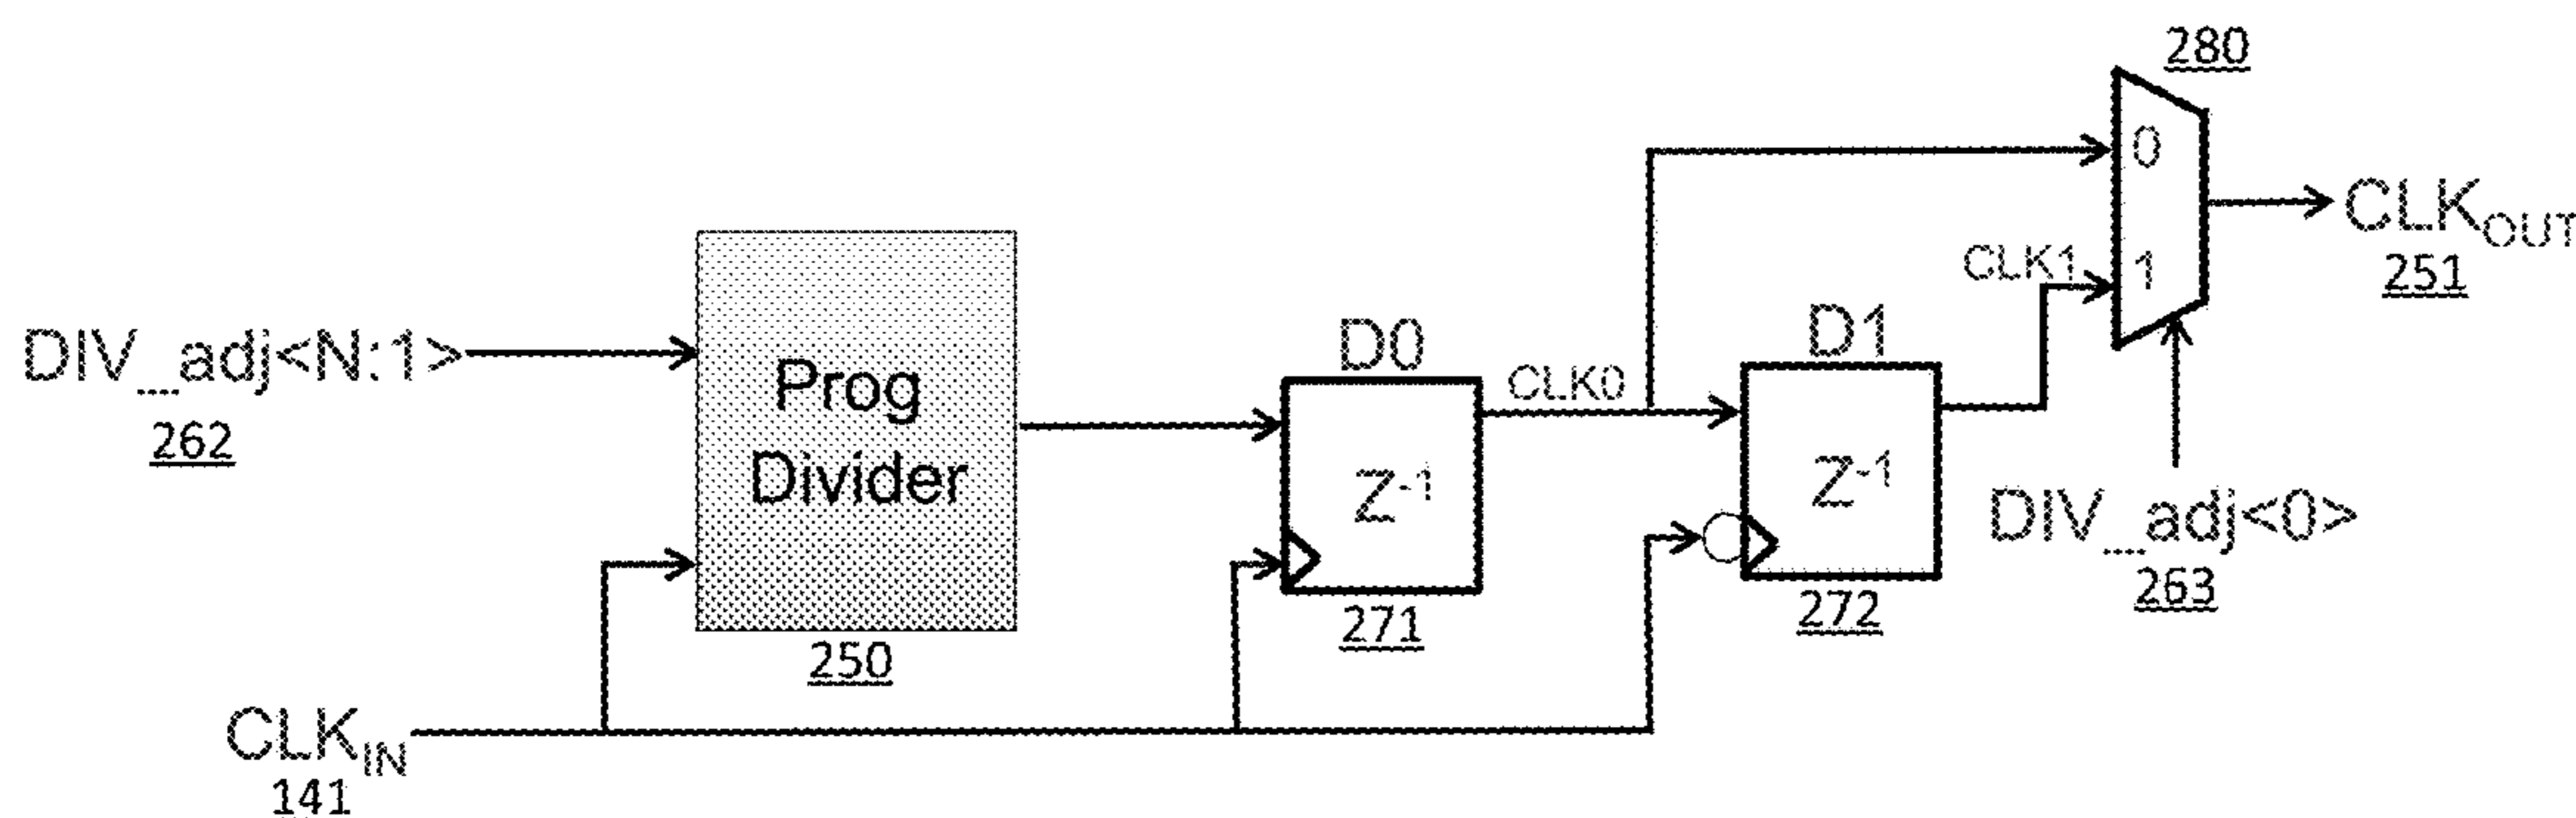 280
0
CLK1
1
CLKOUT
251
DIV_adj<N:1>
262
Prog
Divider
250
D0
Z-1
271
CLK0
D1
Z-1
272
DIV_adj<0>
263
CLKIN
141